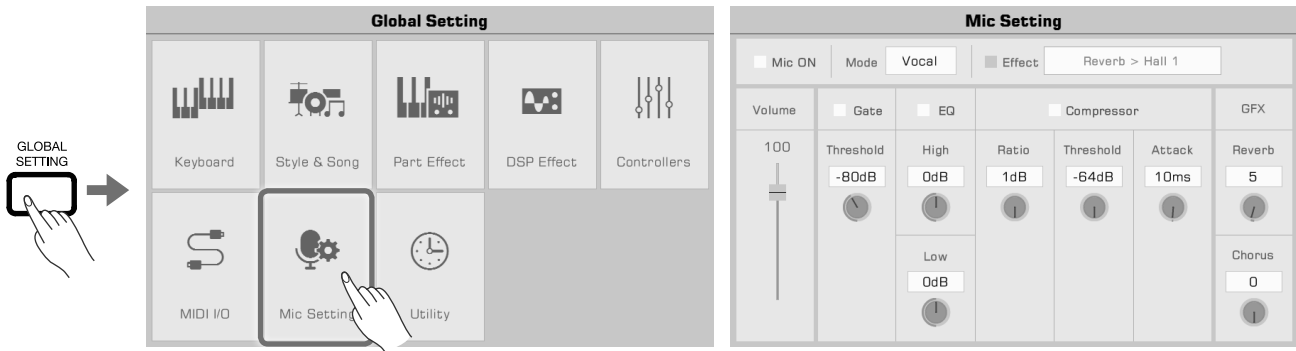 GLOBAL
SETTING
Global Setting
Keyboard
Style & Song
Part Effect
DSP Effect
Controllers
MIDI I/O
Mic Setting
Utility
Mic Setting
Mic ON
Mode
Vocal
Effect
Reverb > Hall 1
Volume
Gate
EQ
Compressor
GFX
100
Threshold
High
Ratio
Threshold
Attack
Reverb
-80dB
0dB
1dB
-64dB
10ms
5
Low
Chorus
0dB
0